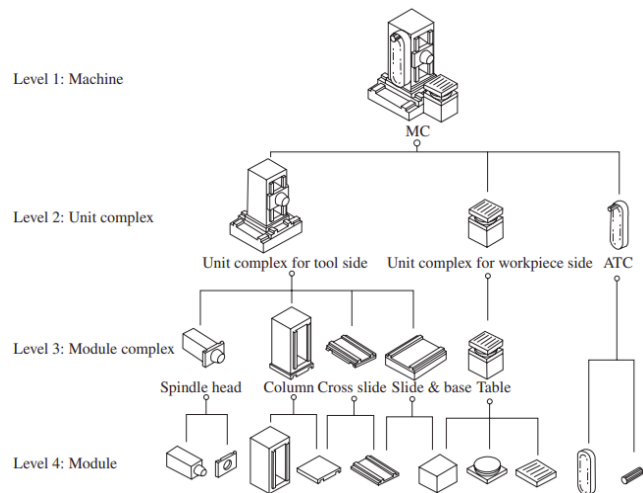 Level 1: Machine
MC
Level 2: Unit complex
Unit complex for tool side
Unit complex for workpiece side
ATC
Level 3: Module complex
Spindle head
Column
Cross slide
Slide & base
Table
Level 4: Module